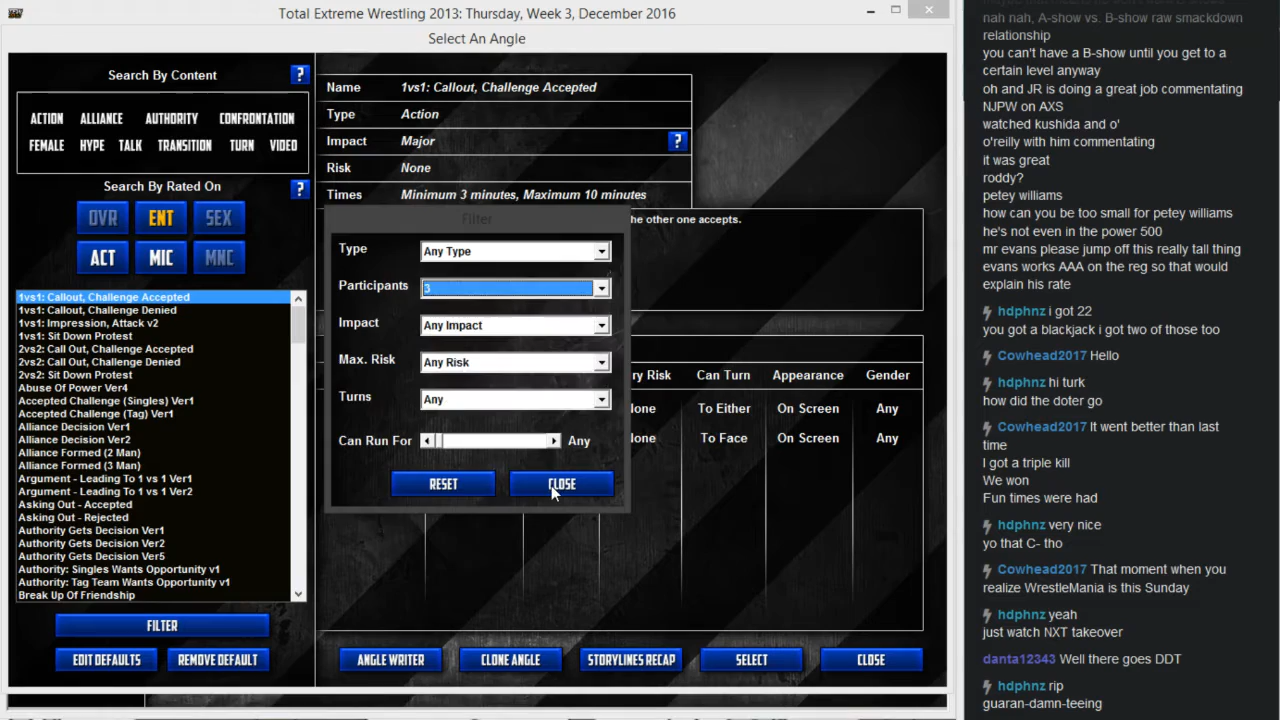 Total Extreme Wrestling 2013: Thursday, Week 3, December 2016
Select An Angle
Search By Content
?
ACTION ALLIANCE AUTHORITY CONFRONTATION
FEMALE HYPE TALK TRANSITION TURN VIDEO
Search By Rated On
?
OVR ENT SEX
ACT MIC MNC
1vs1: Callout, Challenge Accepted
1vs1: Callout, Challenge Denied
1vs1: Impression, Attack v2
1vs1: Sit Down Protest
2vs2: Call Out, Challenge Accepted
2vs2: Call Out, Challenge Denied
2vs2: Sit Down Protest
Abuse Of Power Ver4
Accepted Challenge (Singles) Ver1
Accepted Challenge (Tag) Ver1
Alliance Decision Ver1
Alliance Decision Ver2
Alliance Formed (2 Man)
Alliance Formed (3 Man)
Argument - Leading To 1 vs 1 Ver1
Argument - Leading To 1 vs 1 Ver2
Asking Out - Accepted
Asking Out - Rejected
Authority Gets Decision Ver1
Authority Gets Decision Ver2
Authority Gets Decision Ver5
Authority: Singles Wants Opportunity v1
Authority: Tag Team Wants Opportunity v1
Break Up Of Friendship
FILTER
EDIT DEFAULTS REMOVE DEFAULT
Name 1vs1: Callout, Challenge Accepted
Type Action
Impact Major ?
Risk None
Times Minimum 3 minutes, Maximum 10 minutes
he other one accepts.
Filter
Type Any Type
Participants 3
Impact Any Impact
Max. Risk Any Risk
Turns Any
Can Run For Any
RESET CLOSE
ry Risk Can Turn Appearance Gender
lone To Either On Screen Any
lone To Face On Screen Any
ANGLE WRITER CLONE ANGLE STORYLINES RECAP SELECT CLOSE
nah nah, A-show vs. B-show raw smackdown
relationship
you can't have a B-show until you get to a
certain level anyway
oh and JR is doing a great job commentating
NJPW on AXS
watched kushida and o'
o'reilly with him commentating
it was great
roddy?
petey williams
how can you be too small for petey williams
he's not even in the power 500
mr evans please jump off this really tall thing
evans works AAA on the reg so that would
explain his rate
hdphnz i got 22
you got a blackjack i got two of those too
Cowhead2017 Hello
hdphnz hi turk
how did the doter go
Cowhead2017 It went better than last
time
I got a triple kill
We won
Fun times were had
hdphnz very nice
yo that C- tho
Cowhead2017 That moment when you
realize WrestleMania is this Sunday
hdphnz yeah
just watch NXT takeover
danta12343 Well there goes DDT
hdphnz rip
guaran-damn-teeing